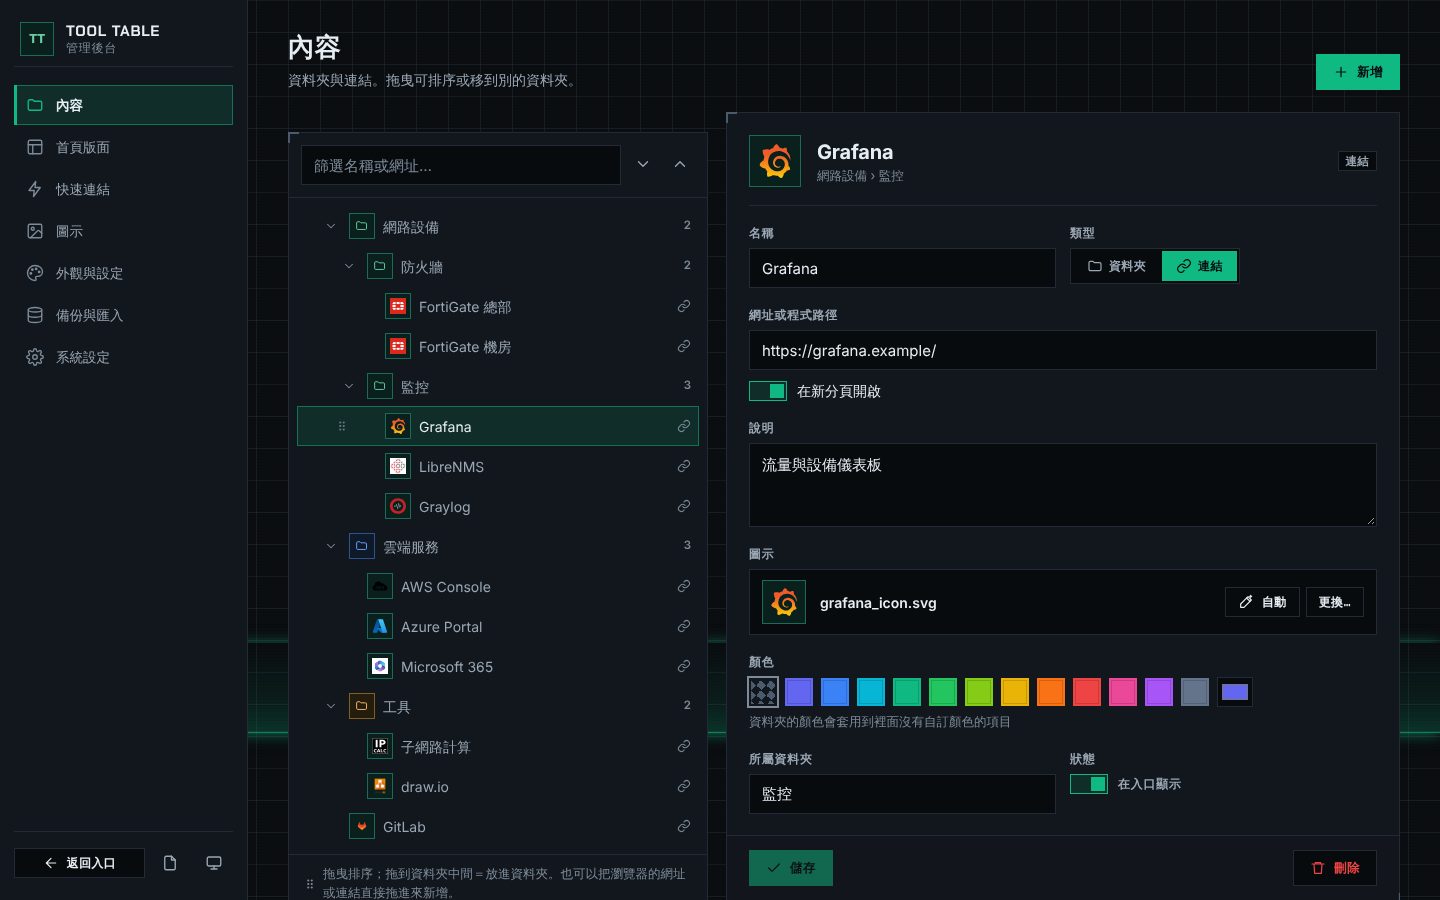 TT
TOOL TABLE
管理後台
內容
首頁版面
快速連結
圖示
外觀與設定
備份與匯入
系統設定
返回入口
內容
資料夾與連結。拖曳可排序或移到別的資料夾。
新增
篩選名稱或網址...
網路設備 2
防火牆 2
FortiGate 總部
FortiGate 機房
監控 3
Grafana
LibreNMS
Graylog
雲端服務 3
AWS Console
Azure Portal
Microsoft 365
工具 2
IP
CALC
子網路計算
draw.io
GitLab
拖曳排序；拖到資料夾中間＝放進資料夾。也可以把瀏覽器的網址
或連結直接拖進來新增。
Grafana
網路設備 › 監控
連結
名稱
Grafana
類型
資料夾
連結
網址或程式路徑
https://grafana.example/
在新分頁開啟
說明
流量與設備儀表板
圖示
grafana_icon.svg
自動
更換...
顏色
資料夾的顏色會套用到裡面沒有自訂顏色的項目
所屬資料夾
監控
狀態
在入口顯示
儲存
刪除